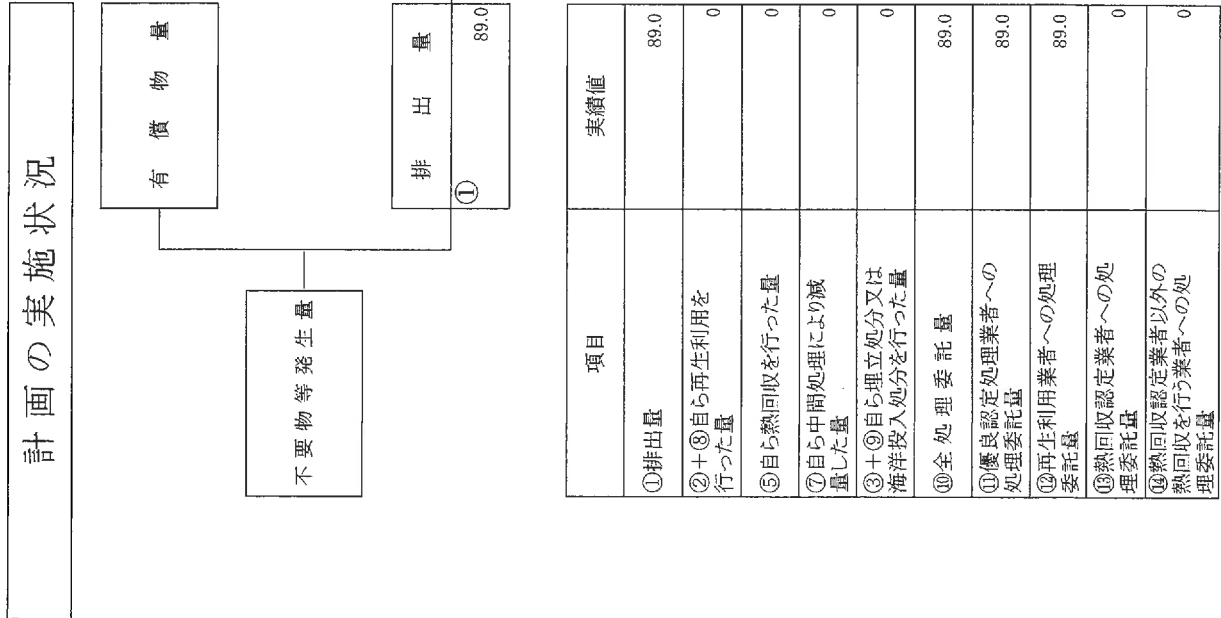 計画の実施状況
有償物量
不要物等発生量
排出量
①
89.0
項目
実績値
①排出量
89.0
②+⑧自ら再生利用を
行った量
0
⑤自ら熱回収を行った量
0
⑦自ら中間処理により減
量した量
0
③+⑨自ら埋立処分又は
海洋投入処分を行った量
0
⑩全処理委託量
89.0
⑪優良認定処理業者への
処理委託量
89.0
⑫再生利用業者への処理
委託量
89.0
⑬熱回収認定業者への処
理委託量
0
⑭熱回収認定業者以外の
熱回収を行う業者への処
理委託量
0